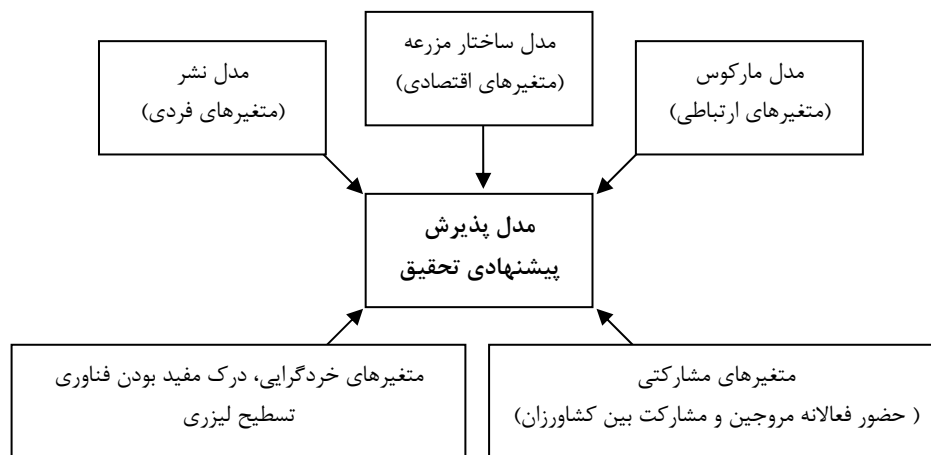 مدل مارکوس
(متغیرهای ارتباطی)
مدل ساختار مزرعه
(متغیرهای اقتصادی)
مدل نشر
(متغیرهای فردی)
مدل پذیرش
پیشنهادی تحقیق
متغیرهای مشارکتی
( حضور فعالانه مروجین و مشارکت بین کشاورزان)
متغیرهای خردگرایی، درک مفید بودن فناوری
تسطیح لیزری